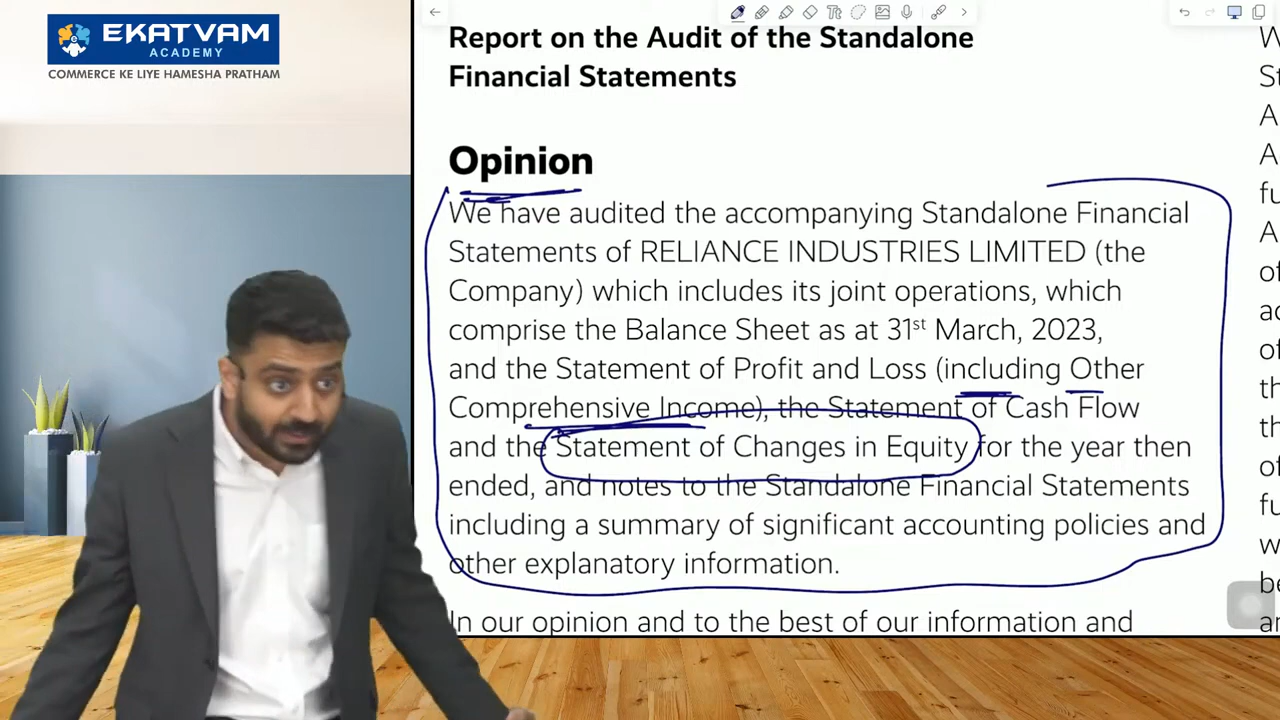 EKATVAM
ACADEMY
COMMERCE KE LIYE HAMESHA PRATHAM
Report on the Audit of the Standalone
Financial Statements
Opinion
We have audited the accompanying Standalone Financial
Statements of RELIANCE INDUSTRIES LIMITED (the
Company) which includes its joint operations, which
comprise the Balance Sheet as at 31st March, 2023,
and the Statement of Profit and Loss (including Other
Comprehensive Income), the Statement of Cash Flow
and the Statement of Changes in Equity for the year then
ended, and notes to the Standalone Financial Statements
including a summary of significant accounting policies and
other explanatory information.
In our opinion and to the best of our information and